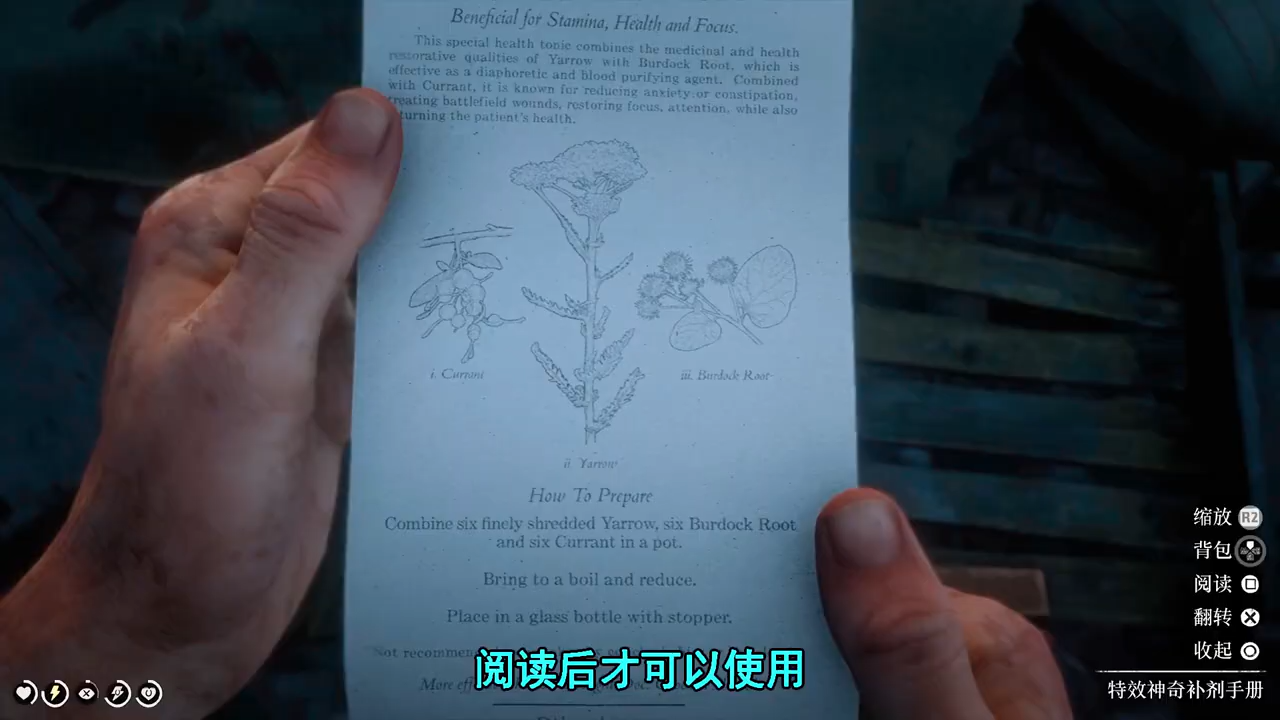 Beneficial for Stamina, Health and Focus.
This special health tonic combines the medicinal and health
restorative qualities of Yarrow with Burdock Root, which is
effective as a diaphoretic and blood purifying agent. Combined
with Currant, it is known for reducing anxiety or constipation,
treating battlefield wounds, restoring focus, attention, while also
turning the patient's health.
i. Currant
iii. Burdock Root
ii. Yarrow
How To Prepare
Combine six finely shredded Yarrow, six Burdock Root
and six Currant in a pot.
Bring to a boil and reduce.
Place in a glass bottle with stopper.
Not
阅读后才可以使用
More
缩放 R2
背包
阅读
翻转
收起
特效神奇补剂手册